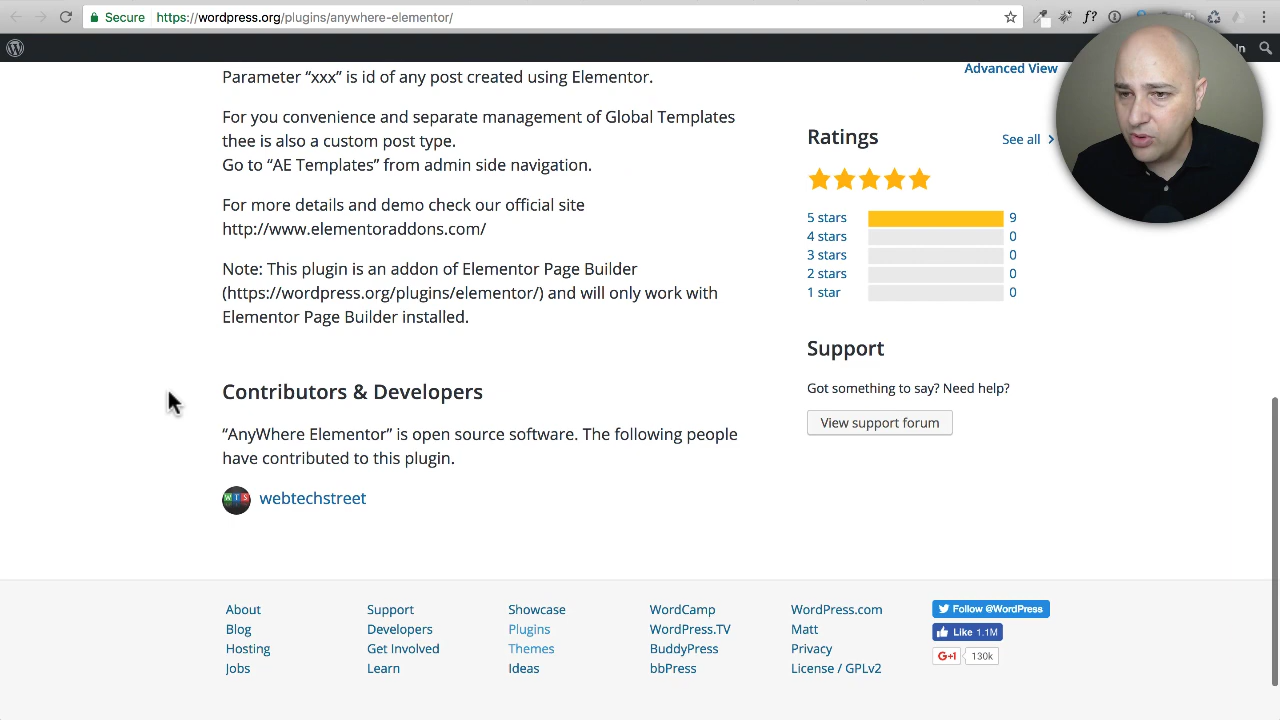 Secure https://wordpress.org/plugins/anywhere-elementor/
f?
In
Parameter “xxx” is id of any post created using Elementor.
For you convenience and separate management of Global Templates
thee is also a custom post type.
Go to “AE Templates” from admin side navigation.
For more details and demo check our official site
http://www.elementoraddons.com/
Note: This plugin is an addon of Elementor Page Builder
(https://wordpress.org/plugins/elementor/) and will only work with
Elementor Page Builder installed.
Contributors & Developers
“AnyWhere Elementor” is open source software. The following people
have contributed to this plugin.
WTS webtechstreet
Advanced View
Ratings
See all
5 stars 9
4 stars 0
3 stars 0
2 stars 0
1 star 0
Support
Got something to say? Need help?
View support forum
About
Blog
Hosting
Jobs
Support
Developers
Get Involved
Learn
Showcase
Plugins
Themes
Ideas
WordCamp
WordPress.TV
BuddyPress
bbPress
WordPress.com
Matt
Privacy
License / GPLv2
Follow @WordPress
Like 1.1M
G+1 130k